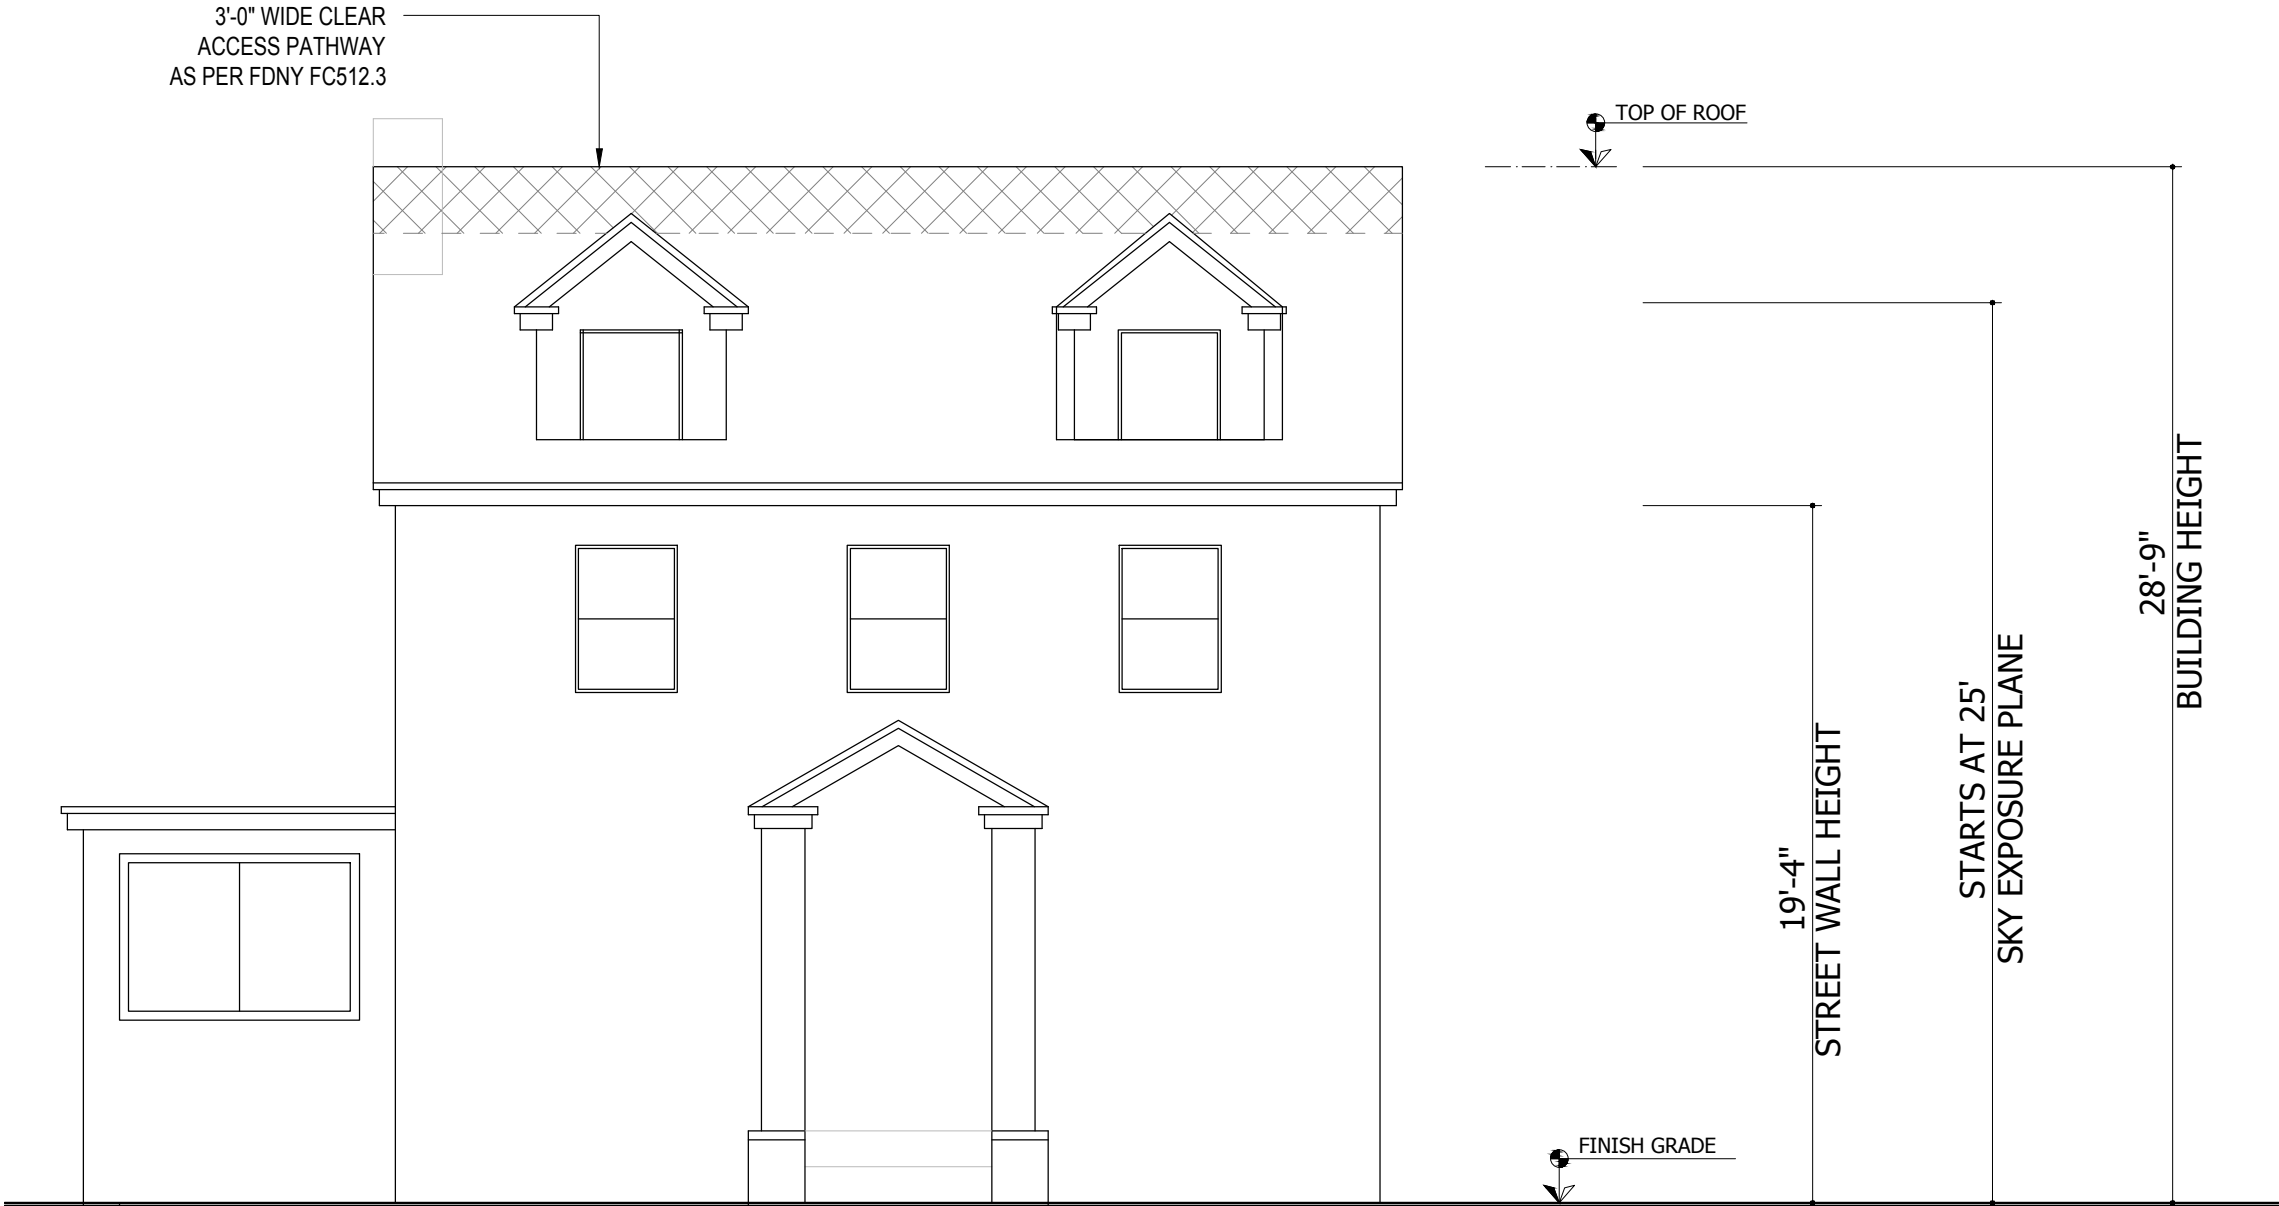 3'-0" WIDE CLEAR
ACCESS PATHWAY
AS PER FDNY FC512.3
TOP OF ROOF
28'-9"
BUILDING HEIGHT
STARTS AT 25'
SKY EXPOSURE PLANE
19'-4"
STREET WALL HEIGHT
FINISH GRADE